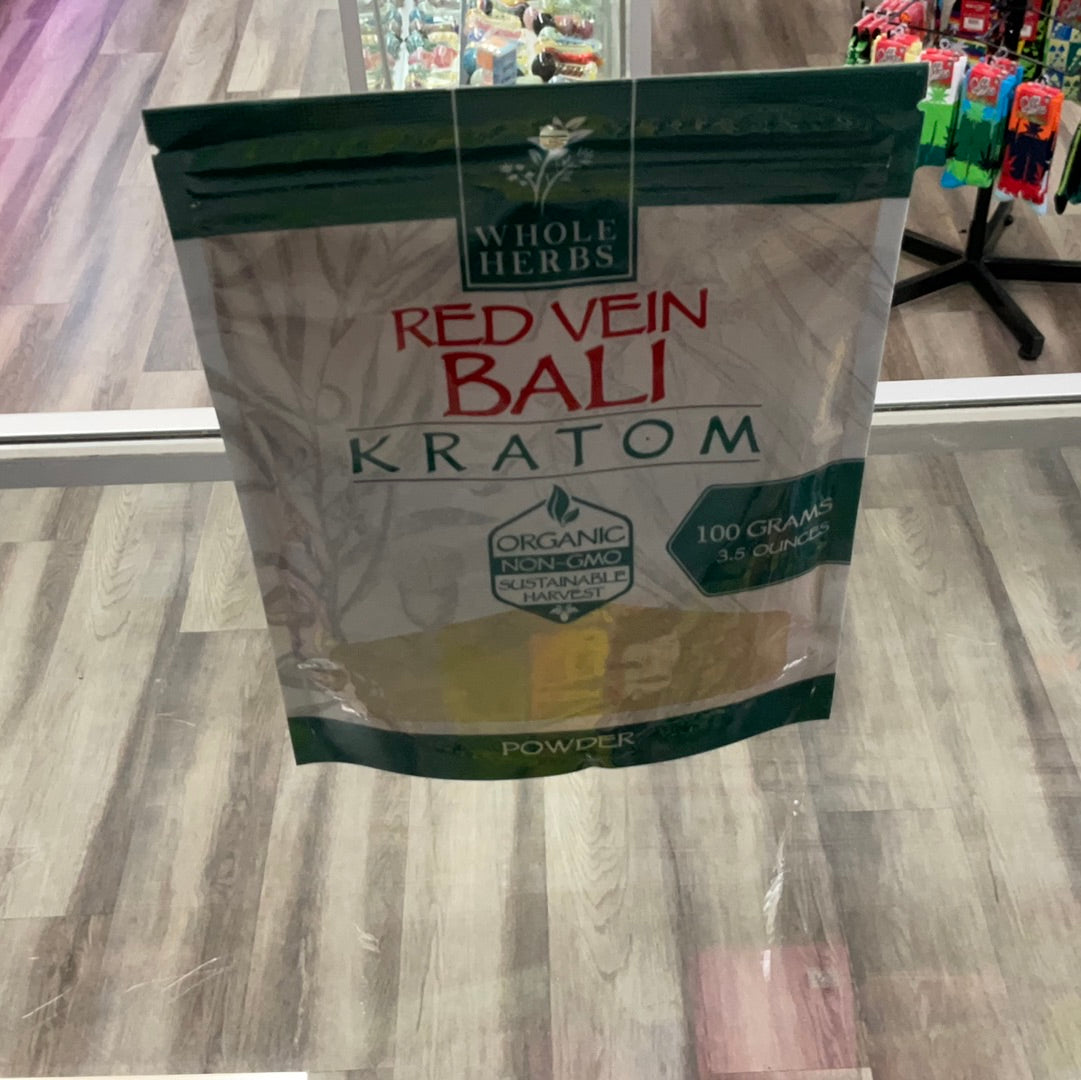 WHOLE
HERBS
RED VEIN
BALI
KRATOM
ORGANIC
NON-GMO
SUSTAINABLE
HARVEST
100 GRAMS
3.5 OUNCES
POWDER